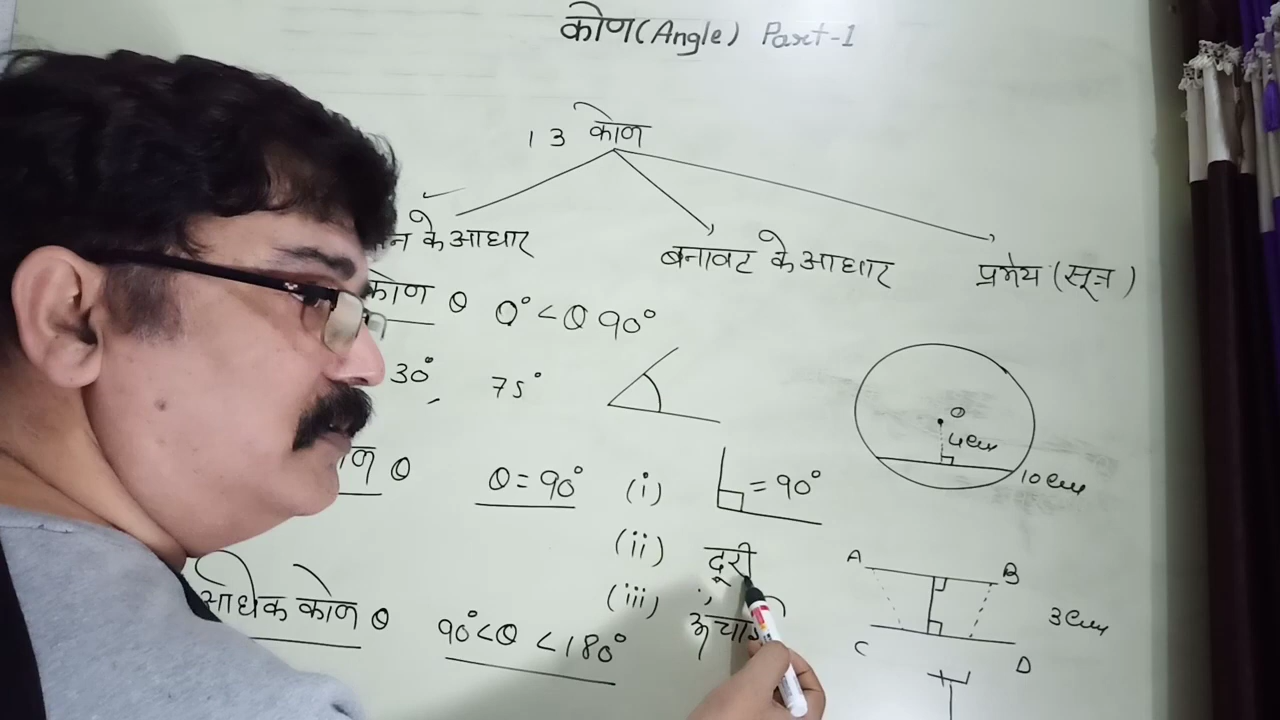 कोण (Angle) Part-1
13 कोण
के आधार
बनावट के आधार
प्रमेय (सूत्र)
कोण θ 0° < θ 90°
30°, 75°
θ
4cm
10cm
θ = 90° (i) = 90°
(ii) दूरी
(iii)
A B
3cm
C D
अधिक कोण θ 90° < θ < 180°